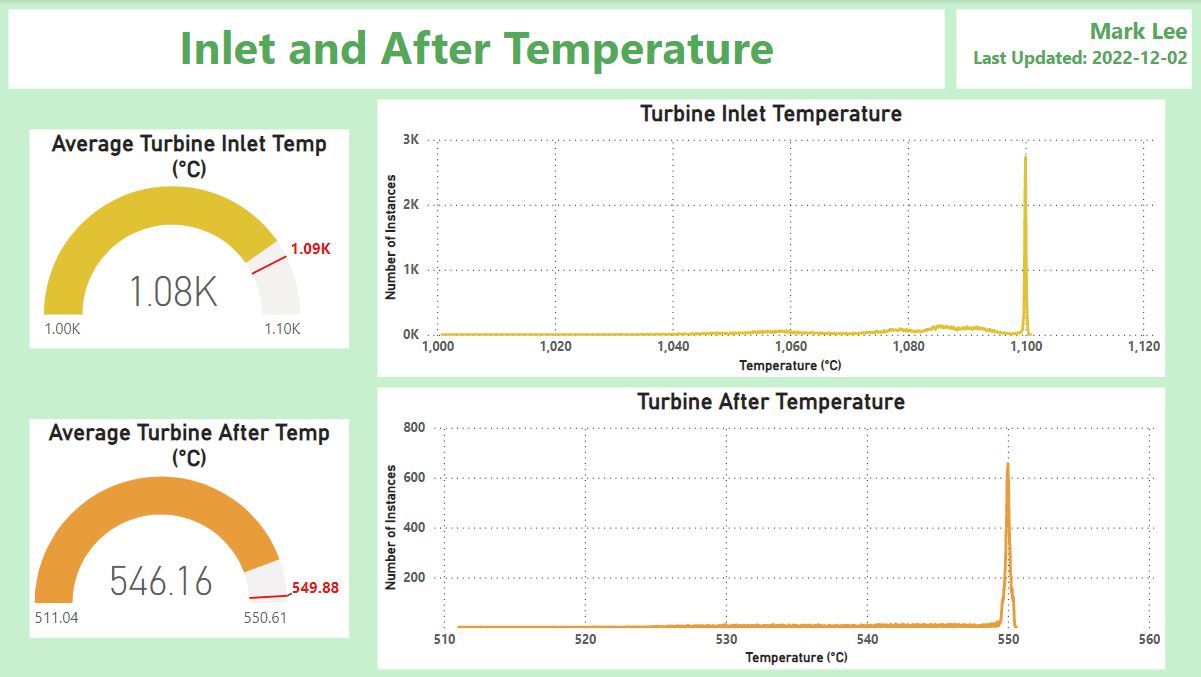 Inlet and After Temperature
Mark Lee
Last Updated: 2022-12-02
Average Turbine Inlet Temp
(°C)
1.09K
1.08K
1.00K
1.10K
Turbine Inlet Temperature
Number of Instances
3K
2K
1K
0K
1,000
1,020
1,040
1,060
1,080
1,100
1,120
Temperature (°C)
Average Turbine After Temp
(°C)
546.16
549.88
511.04
550.61
Turbine After Temperature
Number of Instances
800
600
400
200
510
520
530
540
550
560
Temperature (°C)